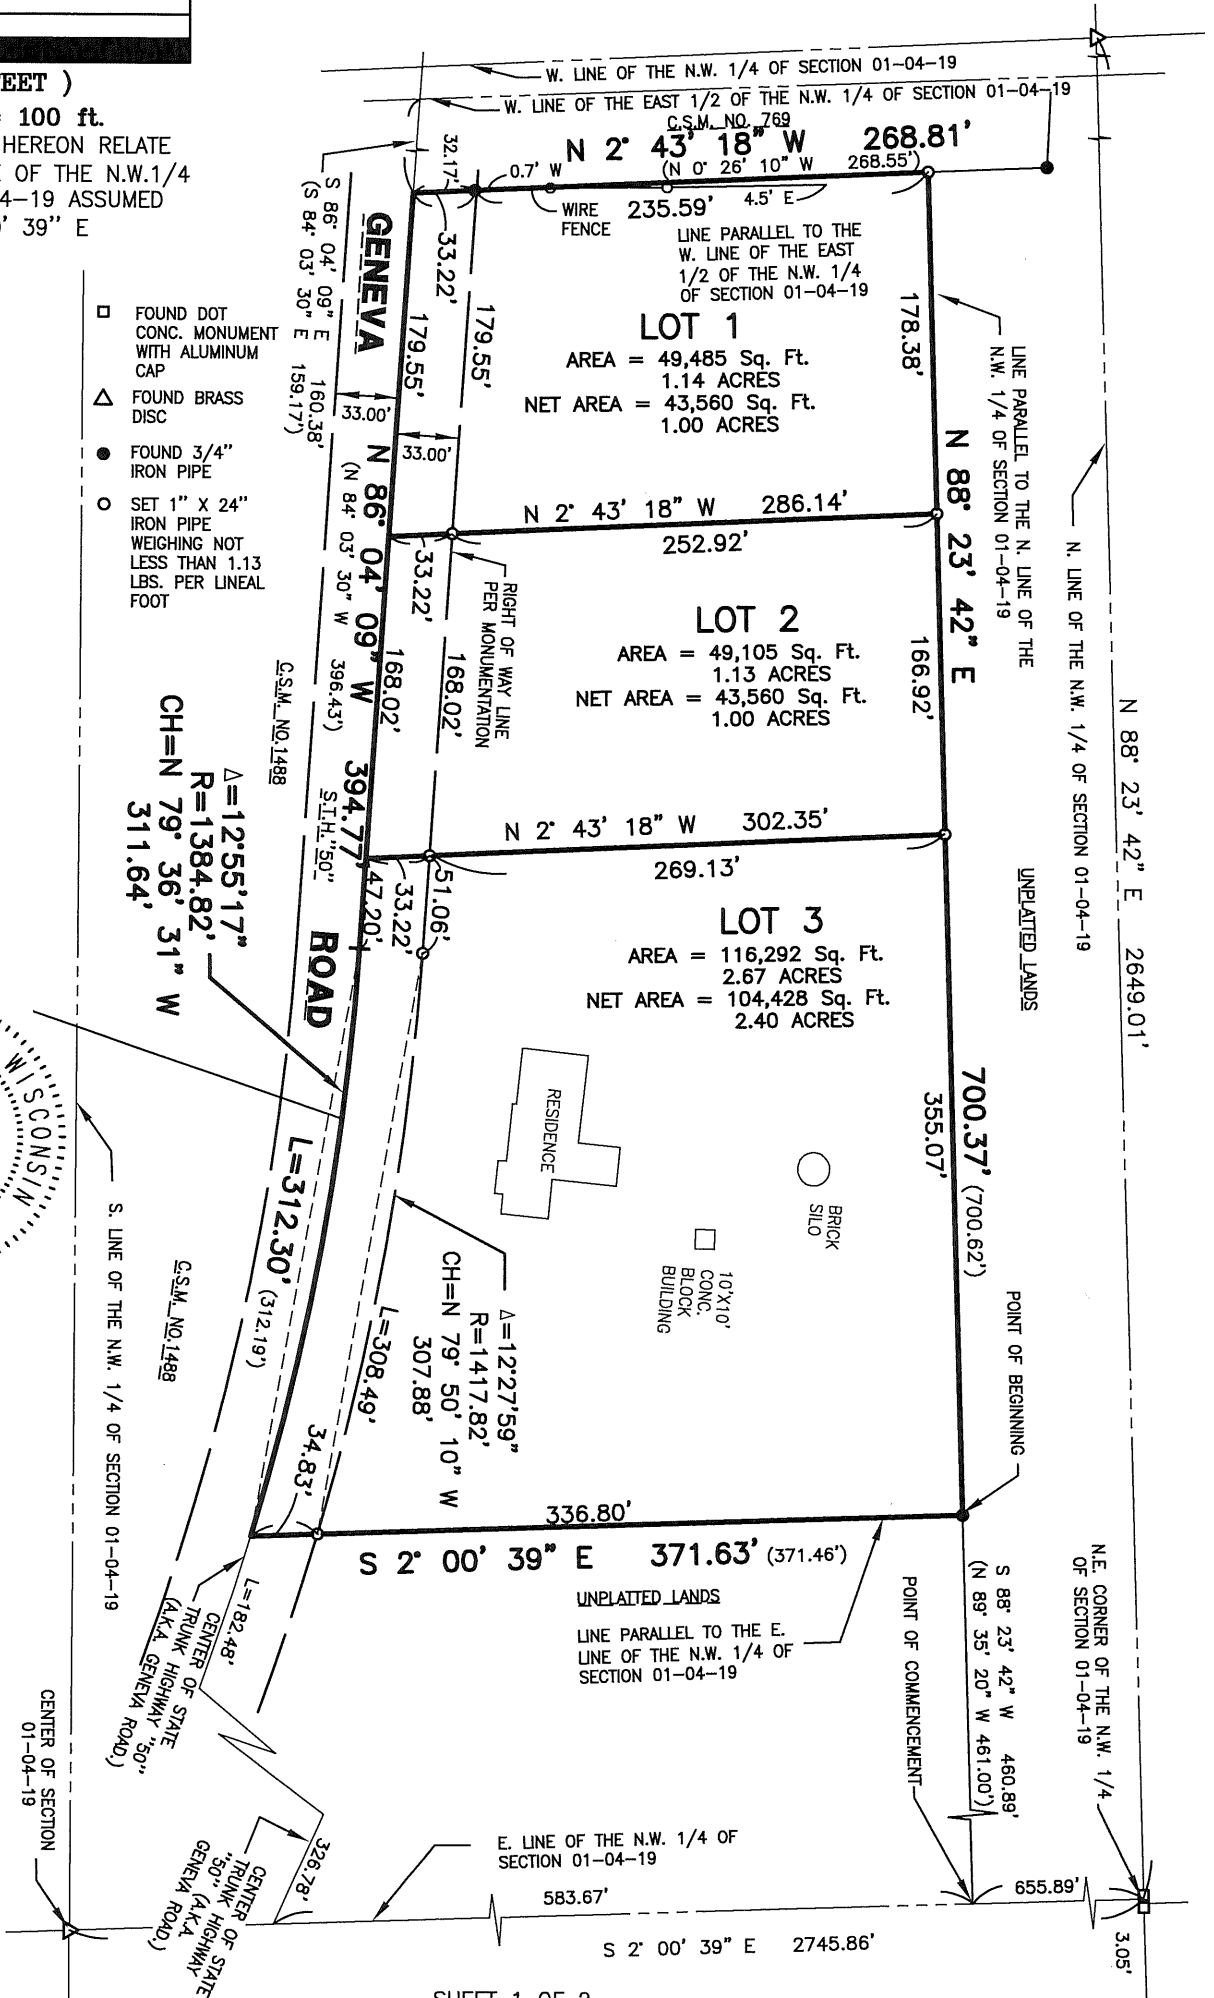 FEET )
= 100 ft.
HEREON RELATE
E OF THE N.W.1/4
4-19 ASSUMED
0' 39" E
□ FOUND DOT
CONC. MONUMENT
WITH ALUMINUM
CAP
△ FOUND BRASS
DISC
● FOUND 3/4"
IRON PIPE
○ SET 1" X 24"
IRON PIPE
WEIGHING NOT
LESS THAN 1.13
LBS. PER LINEAL
FOOT
W. LINE OF THE N.W. 1/4 OF SECTION 01-04-19
W. LINE OF THE EAST 1/2 OF THE N.W. 1/4 OF SECTION 01-04-19
C.S.M. NO. 769
N 2° 43' 18" W 268.81'
(N 0° 26' 10" W 268.55')
0.7' W
4.5' E
WIRE
FENCE
235.59'
32.17'
33.22'
LINE PARALLEL TO THE
W. LINE OF THE EAST
1/2 OF THE N.W. 1/4
OF SECTION 01-04-19
LOT 1
AREA = 49,485 Sq. Ft.
1.14 ACRES
NET AREA = 43,560 Sq. Ft.
1.00 ACRES
178.38'
179.55'
179.55'
33.00'
33.00'
S 86° 04' 09" E 160.38'
(S 84° 03' 30" E 159.17')
GENEVA
N 86° 04' 09" W 394.77'
(N 84° 03' 30" W 396.43')
N 2° 43' 18" W 286.14'
252.92'
33.22'
RIGHT OF WAY LINE
PER MONUMENTATION
LOT 2
AREA = 49,105 Sq. Ft.
1.13 ACRES
NET AREA = 43,560 Sq. Ft.
1.00 ACRES
166.92'
168.02'
168.02'
N 88° 23' 42" E
700.37' (700.62')
LINE PARALLEL TO THE N. LINE OF THE
N.W. 1/4 OF SECTION 01-04-19
N. LINE OF THE N.W. 1/4 OF SECTION 01-04-19
N 88° 23' 42" E 2649.01'
UNPLATTED LANDS
N 2° 43' 18" W 302.35'
269.13'
51.06'
33.22'
47.20'
LOT 3
AREA = 116,292 Sq. Ft.
2.67 ACRES
NET AREA = 104,428 Sq. Ft.
2.40 ACRES
355.07'
S.T.H. "50"
ROAD
C.S.M. NO.1488
Δ=12°55'17"
R=1384.82'
CH=N 79° 36' 31" W
311.64'
L=312.30' (312.19')
RESIDENCE
BRICK
SILO
10'X10'
CONC.
BLOCK
BUILDING
Δ=12°27'59"
R=1417.82'
CH=N 79° 50' 10" W
307.88'
L=308.49'
34.83'
WISCONSIN
S. LINE OF THE N.W. 1/4 OF SECTION 01-04-19
C.S.M. NO.1488
POINT OF BEGINNING
336.80'
S 2° 00' 39" E 371.63' (371.46')
UNPLATTED LANDS
LINE PARALLEL TO THE E.
LINE OF THE N.W. 1/4 OF
SECTION 01-04-19
POINT OF COMMENCEMENT
S 88° 23' 42" W 460.89'
(N 89° 35' 20" W 461.00')
N.E. CORNER OF THE N.W. 1/4
OF SECTION 01-04-19
L=182.48'
CENTER OF STATE
TRUNK HIGHWAY "50"
(A.K.A. GENEVA ROAD.)
326.78'
CENTER OF STATE
TRUNK HIGHWAY
"50" (A.K.A.
GENEVA ROAD.)
CENTER OF SECTION
01-04-19
E. LINE OF THE N.W. 1/4 OF
SECTION 01-04-19
583.67'
655.89'
S 2° 00' 39" E 2745.86'
3.05'
SHEET 1 OF 2